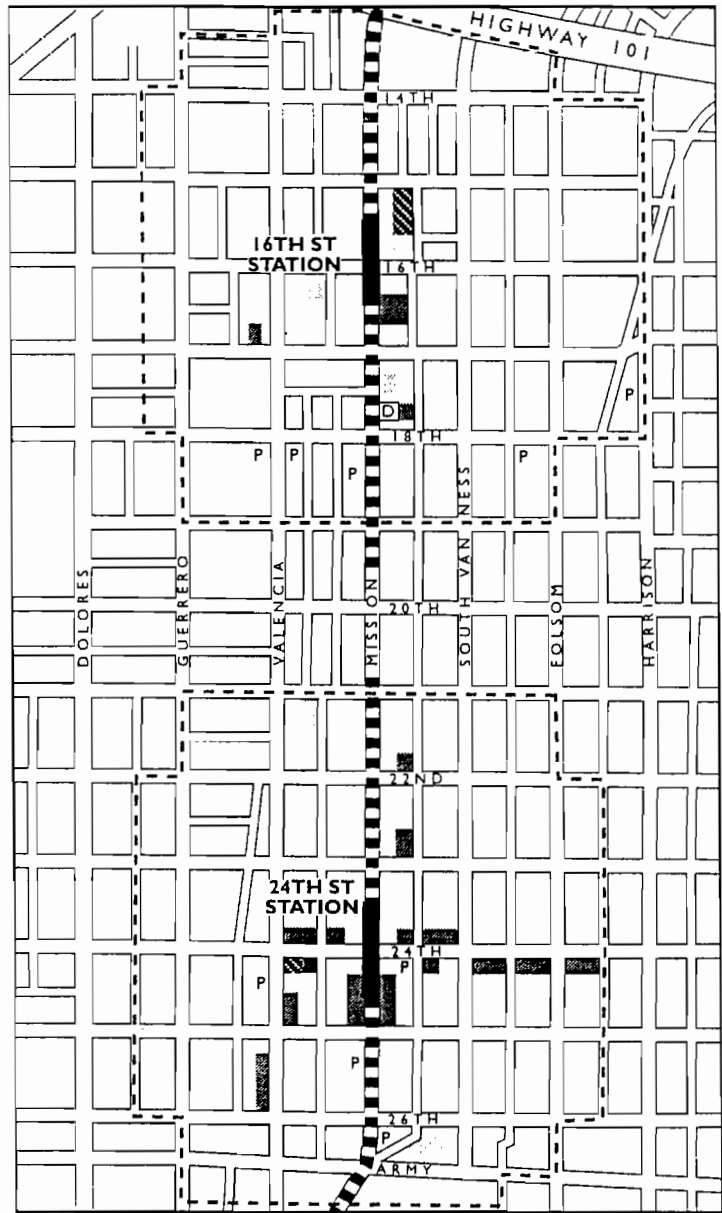 HIGHWAY 101
14TH
16TH ST
STATION
16TH
P
D
18TH
P
P
P
P
DOLORES
GUERRERO
VALENCIA
MISSION
SOUTH VAN NESS
FOLSOM
HARRISON
20TH
22ND
24TH ST
STATION
24TH
P
P
P
26TH
P
ARMY